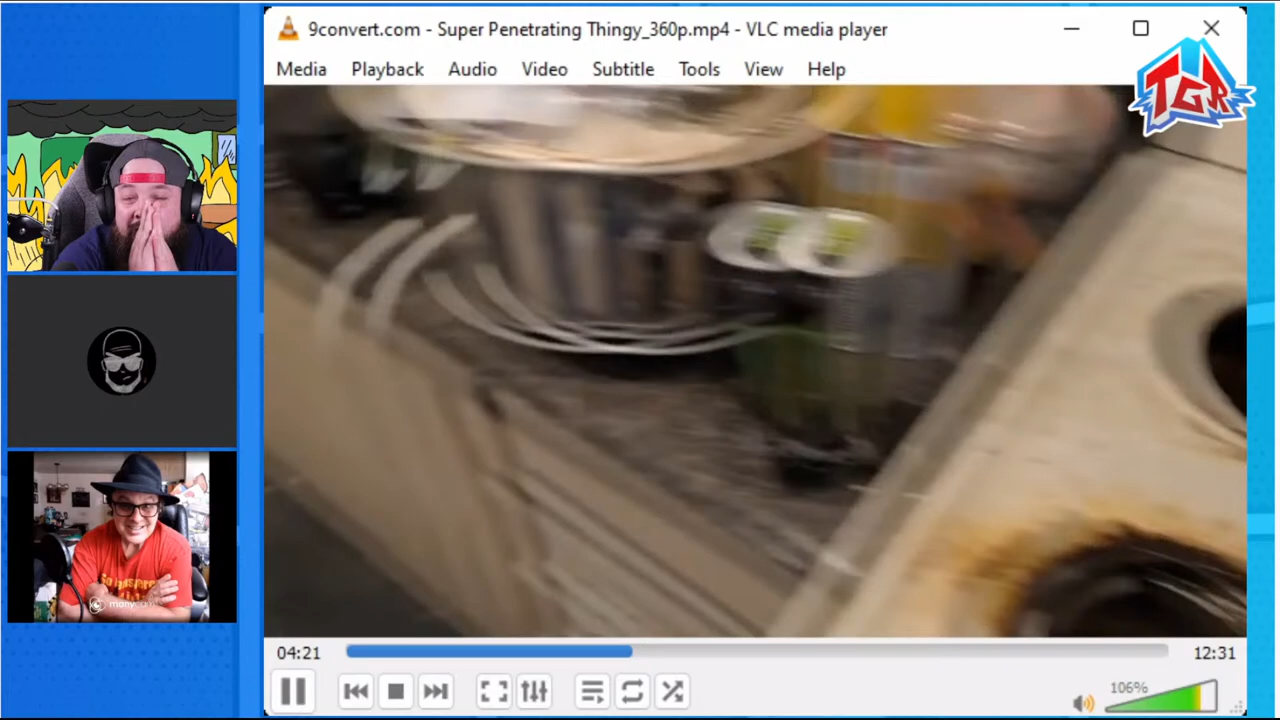 9convert.com - Super Penetrating Thingy_360p.mp4 - VLC media player
Media Playback Audio Video Subtitle Tools View Help
TGR
manycam
04:21
12:31
106%